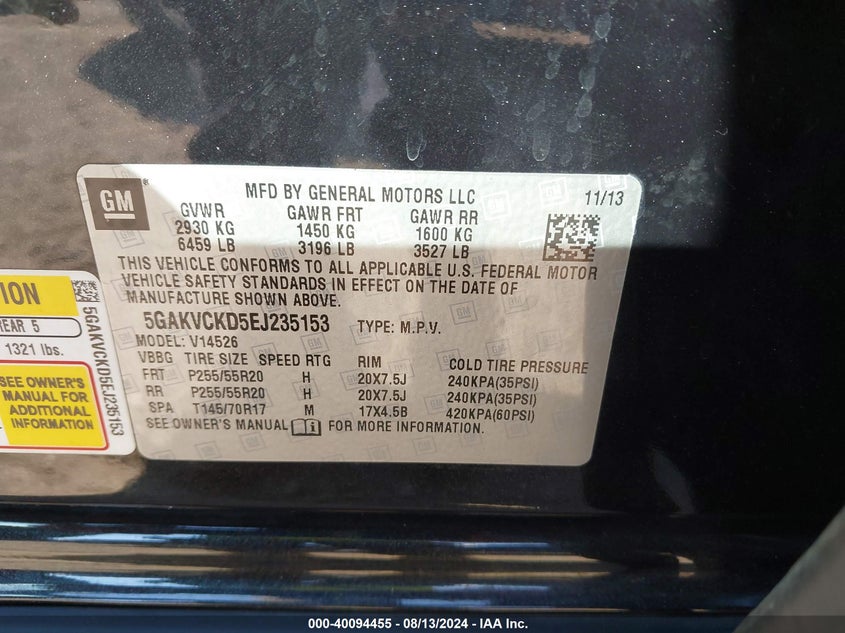 GM
MFD BY GENERAL MOTORS LLC 11/13
GVWR GAWR FRT GAWR RR
2930 KG 1450 KG 1600 KG
6459 LB 3196 LB 3527 LB
THIS VEHICLE CONFORMS TO ALL APPLICABLE U.S. FEDERAL MOTOR
VEHICLE SAFETY STANDARDS IN EFFECT ON THE DATE OF
MANUFACTURE SHOWN ABOVE.
5GAKVCKD5EJ235153 TYPE: M.P.V.
MODEL: V14526
VBBG TIRE SIZE SPEED RTG RIM COLD TIRE PRESSURE
FRT P255/55R20 H 20X7.5J 240KPA(35PSI)
RR P255/55R20 H 20X7.5J 240KPA(35PSI)
SPA T145/70R17 M 17X4.5B 420KPA(60PSI)
SEE OWNER'S MANUAL FOR MORE INFORMATION.
REAR 5
1321 lbs.
SEE OWNER'S
MANUAL FOR
ADDITIONAL
INFORMATION
5GAKVCKD5EJ235153
000-40094455 - 08/13/2024 - IAA Inc.